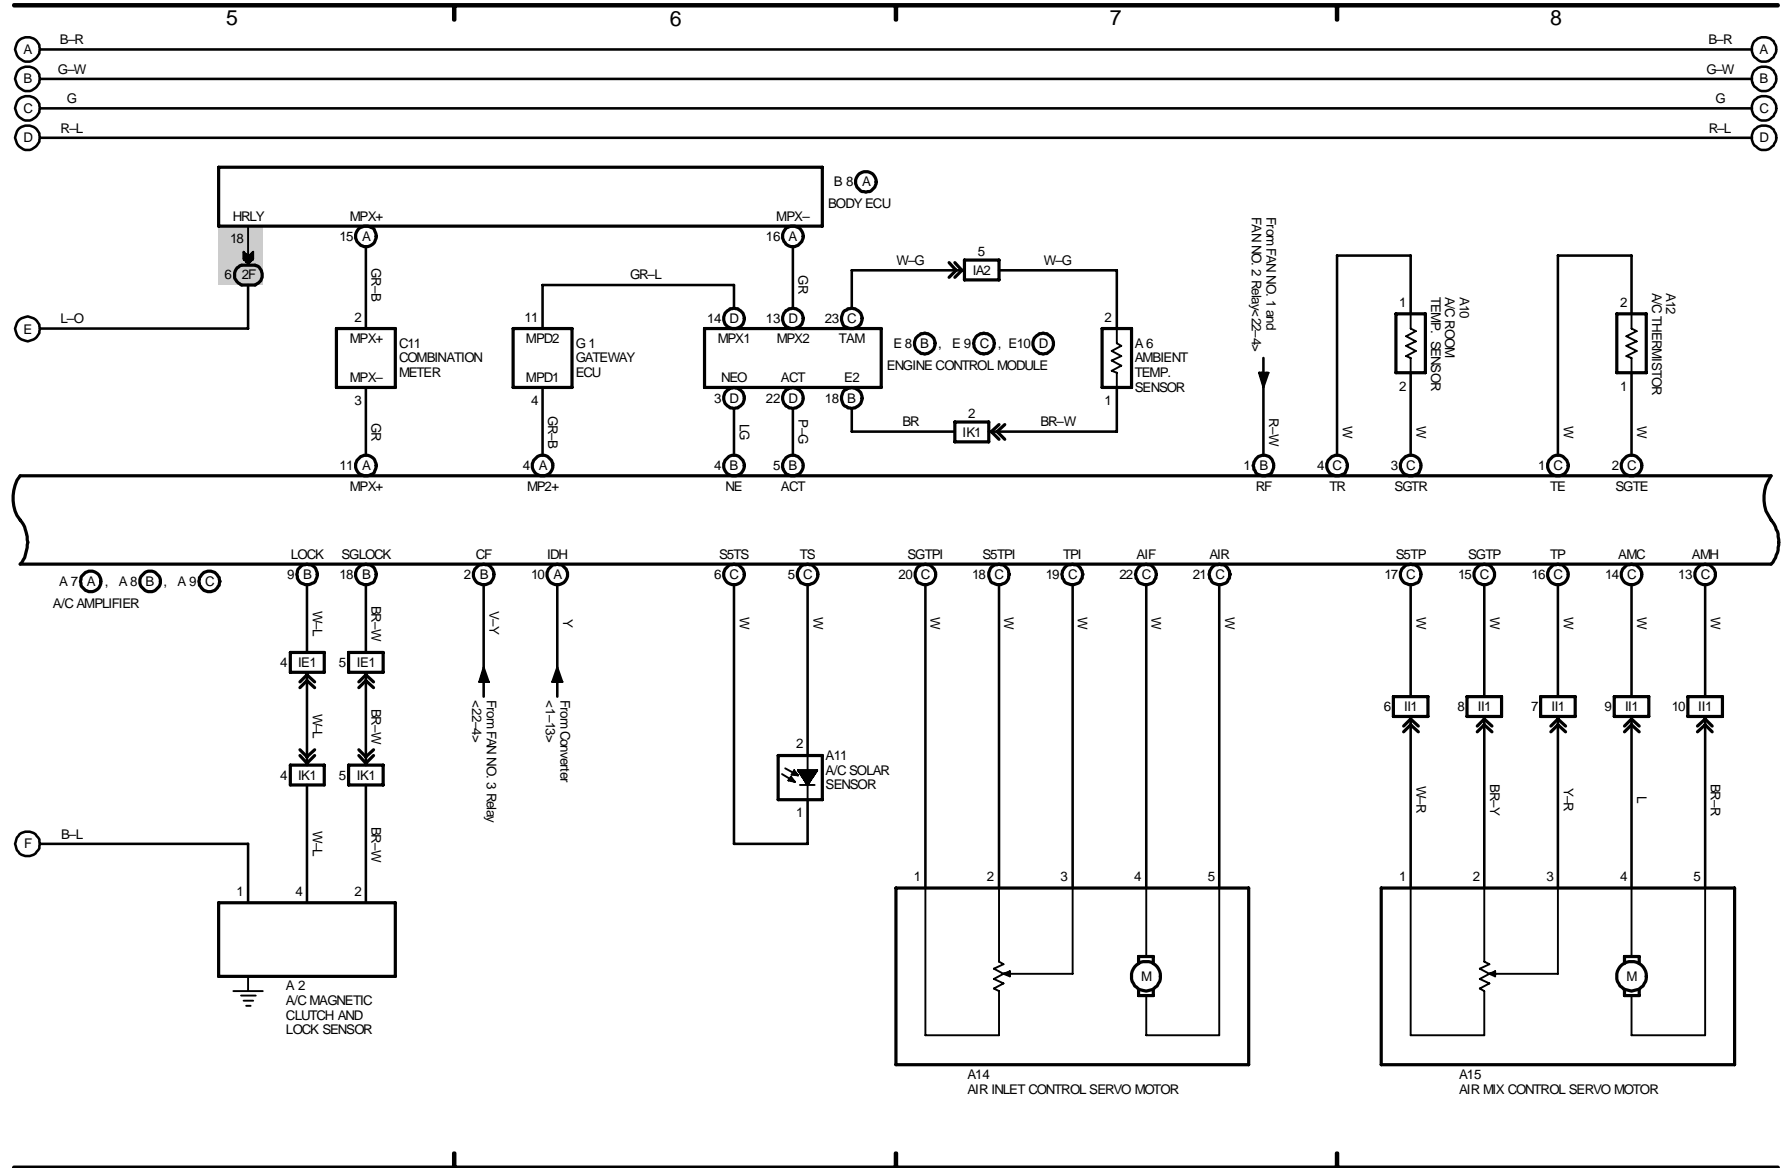 5 6 7 8
A B–R B–R A
B G–W G–W B
C G G C
D R–L R–L D
B 8 A
BODY ECU
HRLY MPX+ MPX–
18 15 A 16 A
6 2F
E L–O
GR–B
GR–L
GR
W–G 5 IA2 W–G
2 11 14 D 13 D 23 C 2
MPX+ MPD2 MPX1 MPX2 TAM
MPX– MPD1 NEO ACT E2
3 4 3 D 22 D 18 B 1
C11
COMBINATION
METER
G 1
GATEWAY
ECU
E 8 B , E 9 C , E10 D
ENGINE CONTROL MODULE
A 6
AMBIENT
TEMP.
SENSOR
BR 2 IK1 BR–W
From FAN NO. 1 and
FAN NO. 2 Relay<22–4>
1 2
A10
A/C ROOM
TEMP. SENSOR
2 1
A12
A/C THERMISTOR
GR GR–B LG P–G R–W W W W W
11 A 4 A 4 B 5 B 1 B 4 C 3 C 1 C 2 C
MPX+ MP2+ NE ACT RF TR SGTR TE SGTE
LOCK SGLOCK CF IDH S5TS TS SGTPI S5TPI TPI AIF AIR S5TP SGTP TP AMC AMH
9 B 18 B 2 B 10 A 6 C 5 C 20 C 18 C 19 C 22 C 21 C 17 C 15 C 16 C 14 C 13 C
A 7 A , A 8 B , A 9 C
A/C AMPLIFIER
W–L BR–W V–Y Y W W W W W W W W W W W W
4 IE1 5 IE1
W–L BR–W
From FAN NO. 3 Relay
<22–4>
From Converter
<1–13>
6 II1 8 II1 7 II1 9 II1 10 II1
4 IK1 5 IK1
2
A11
A/C SOLAR
SENSOR
1
W–R BR–Y Y–R L BR–R
F B–L
W–L BR–W
1 4 2
1 2 3 4 5
1 2 3 4 5
M M
A 2
A/C MAGNETIC
CLUTCH AND
LOCK SENSOR
A14
AIR INLET CONTROL SERVO MOTOR
A15
AIR MIX CONTROL SERVO MOTOR